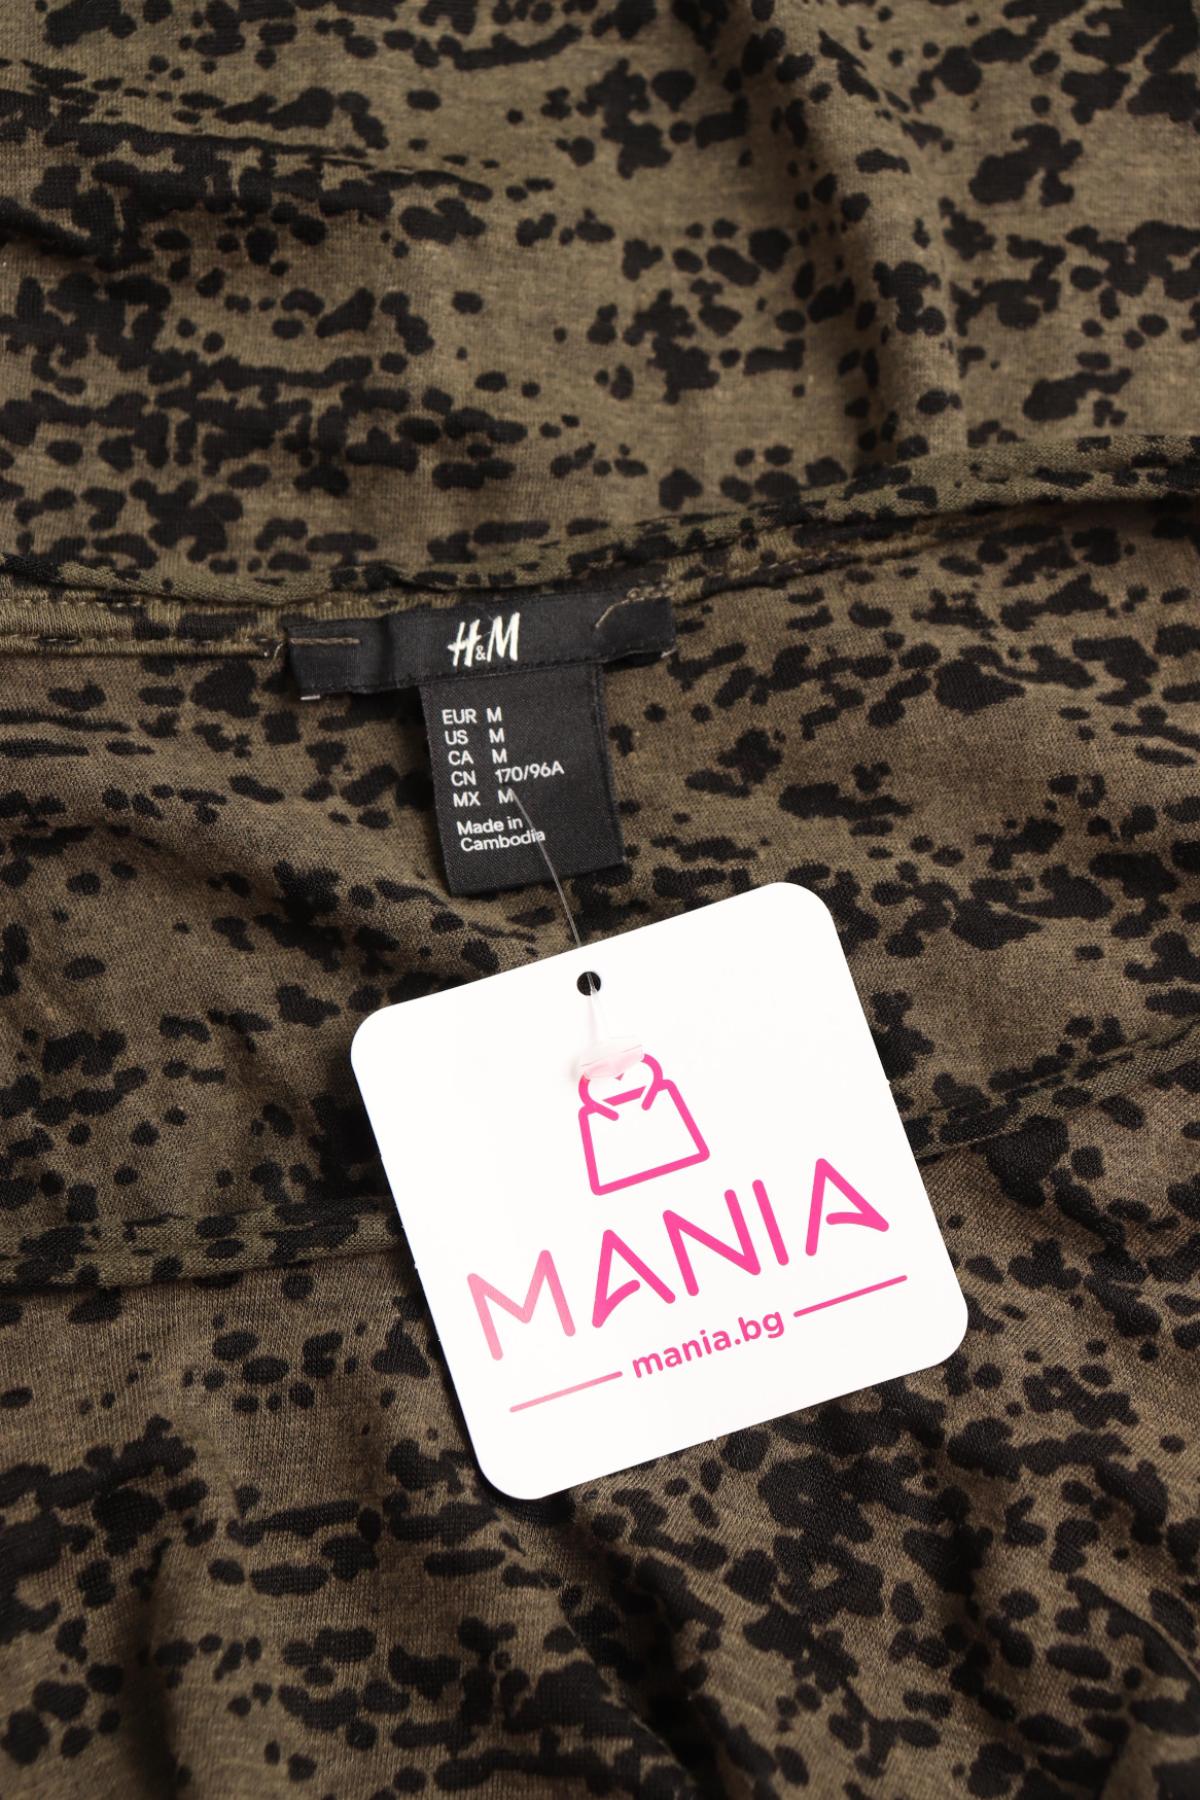 H&M
EUR M
US M
CA M
CN 170/96A
MX M
Made in
Cambodia
MANIA
mania.bg